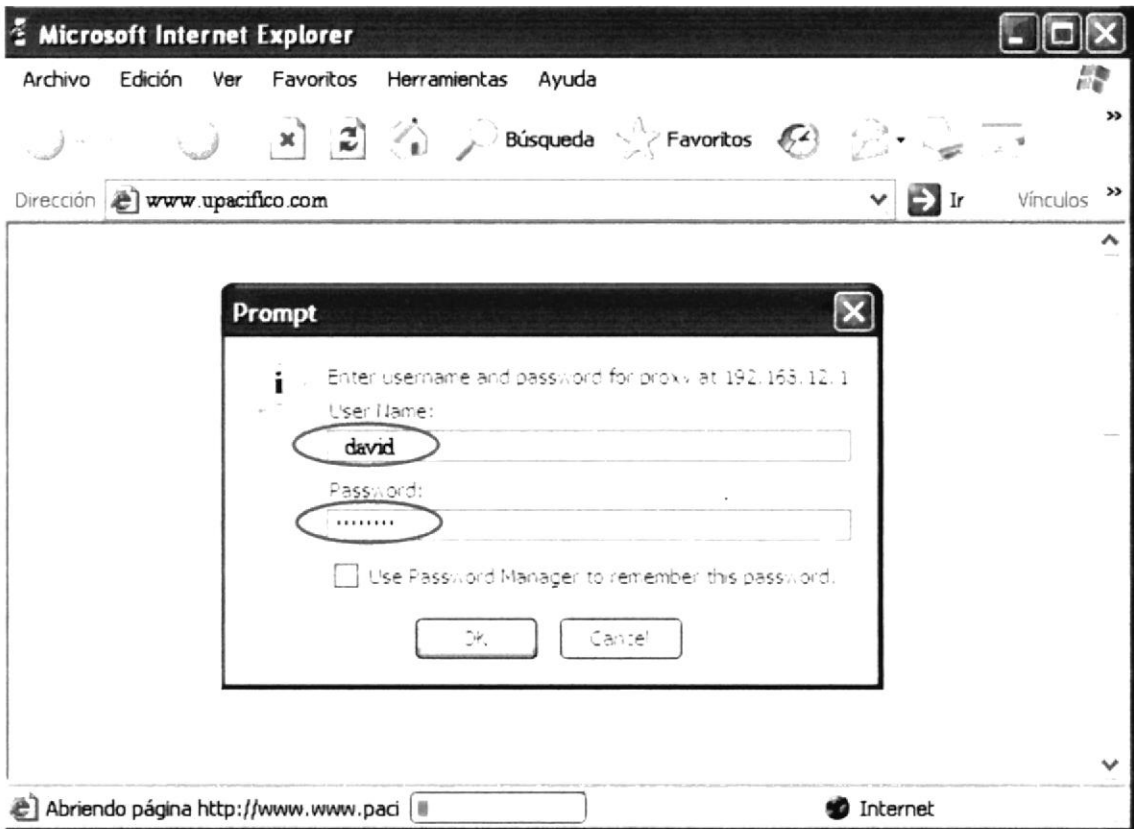 Microsoft Internet Explorer
Archivo Edición Ver Favoritos Herramientas Ayuda
Búsqueda Favoritos
Dirección www.upacifico.com Ir Vínculos
Prompt
Enter username and password for proxy at 192.168.12.1
User Name:
david
Password:
••••••••
Use Password Manager to remember this password.
OK Cancel
Abriendo página http://www.www.paci Internet